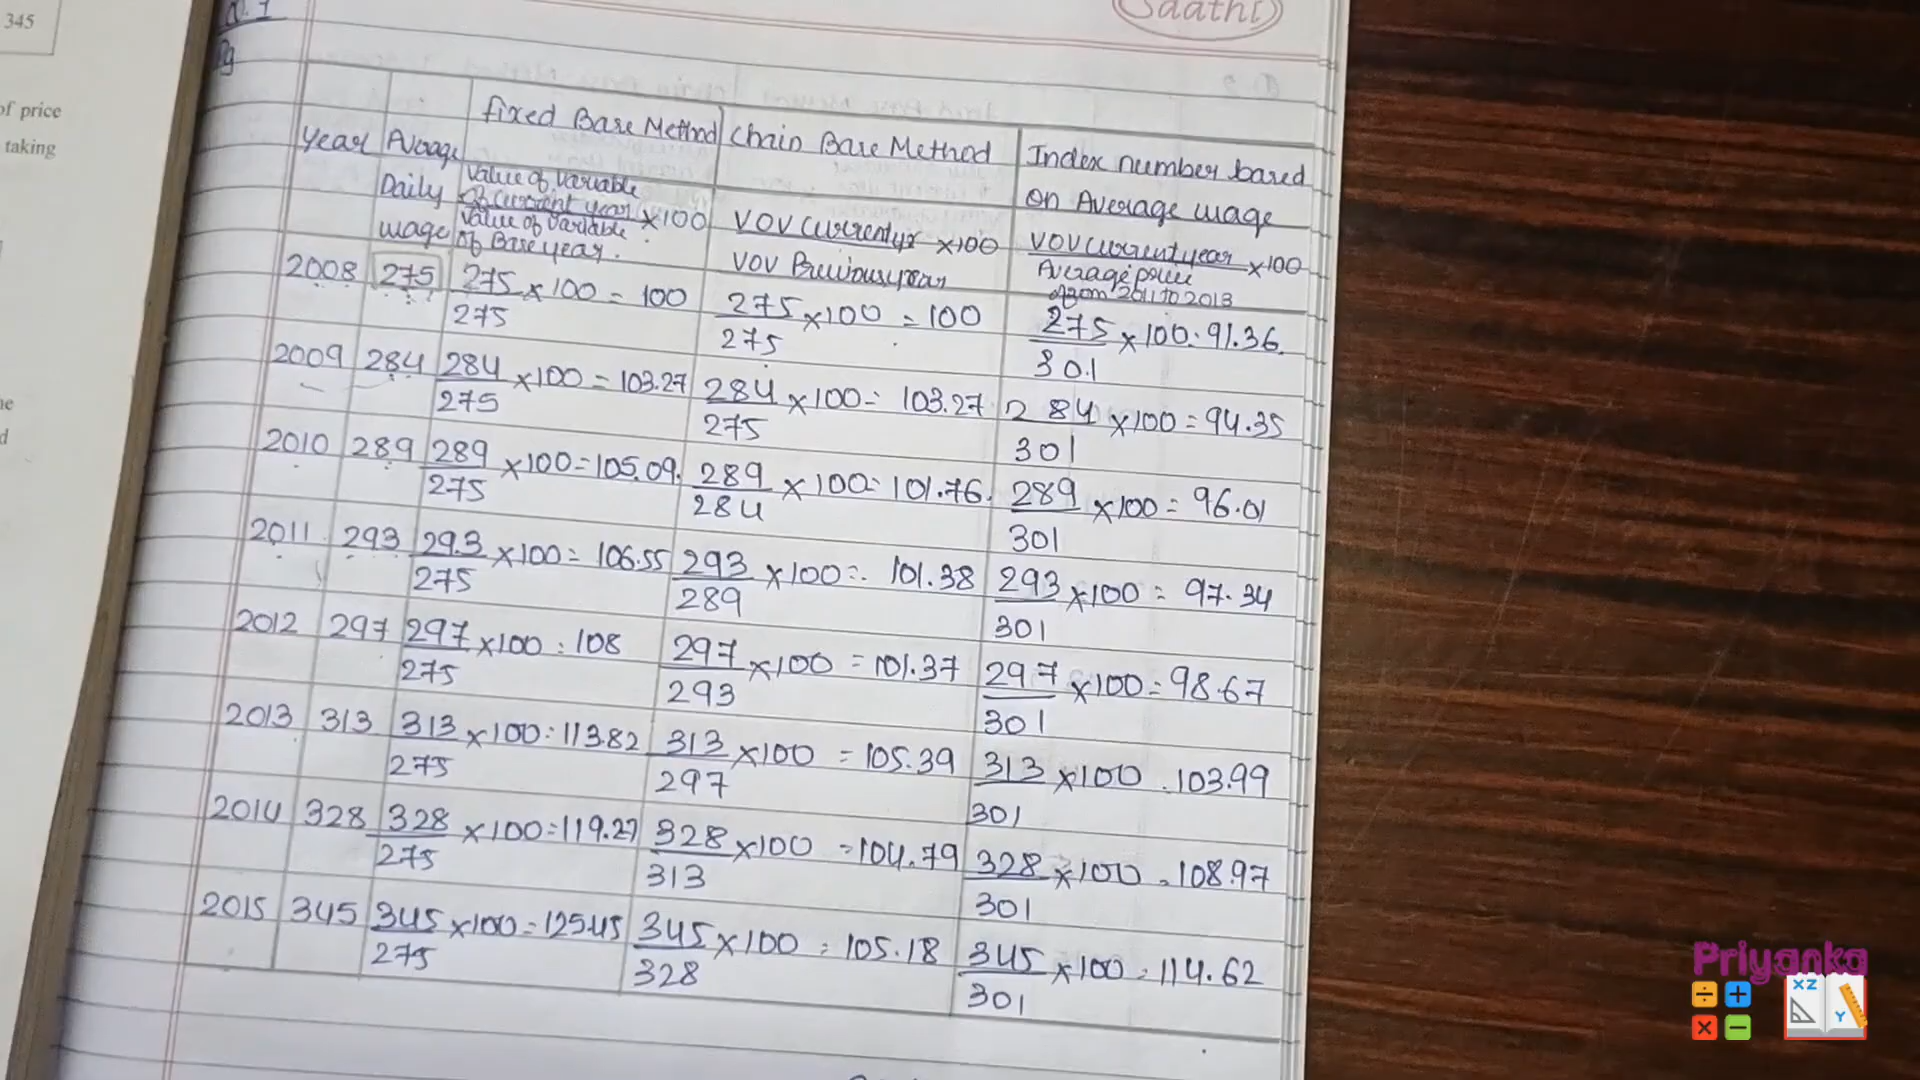 345
of price
taking
Saathi
Year
Average
Daily
wage
fixed Base Method
Value of variable
of current year ×100
Value of variable
of Base year.
Chain Base Method
VOV Current yr ×100
VOV Previous year
Index number based
on Average wage
VOV Current year ×100
Average price
from 2011 to 2013
2008 275 275 ×100 = 100 275 ×100 = 100 275 ×100 = 91.36
275 275 301
2009 284 284 ×100 = 103.27 284 ×100 = 103.27 284 ×100 = 94.35
275 275 301
2010 289 289 ×100 = 105.09 289 ×100 = 101.76 289 ×100 = 96.01
275 284 301
2011 293 293 ×100 = 106.55 293 ×100 = 101.38 293 ×100 = 97.34
275 289 301
2012 297 297 ×100 = 108 297 ×100 = 101.37 297 ×100 = 98.67
275 293 301
2013 313 313 ×100 = 113.82 313 ×100 = 105.39 313 ×100 = 103.99
275 297 301
2014 328 328 ×100 = 119.27 328 ×100 = 104.79 328 ×100 = 108.97
275 313 301
2015 345 345 ×100 = 125.45 345 ×100 = 105.18 345 ×100 = 114.62
275 328 301
Priyanka
XZ
Y